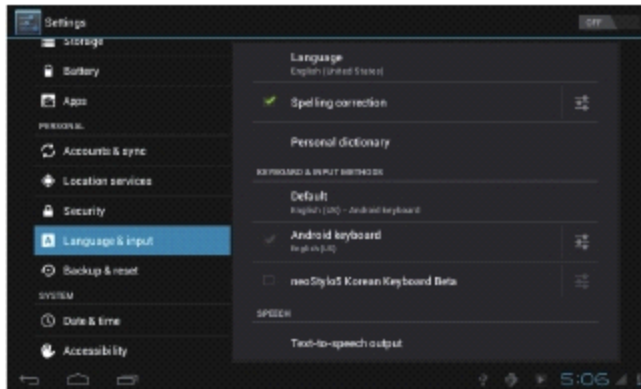 Settings
OFF
Storage
Battery
Apps
PERSONAL
Accounts & sync
Location services
Security
Language & input
Backup & reset
SYSTEM
Date & time
Accessibility
Language
English (United States)
Spelling correction
Personal dictionary
KEYBOARD & INPUT METHODS
Default
English (US) - Android keyboard
Android keyboard
English (US)
neoStylo5 Korean Keyboard Beta
SPEECH
Text-to-speech output
5:06